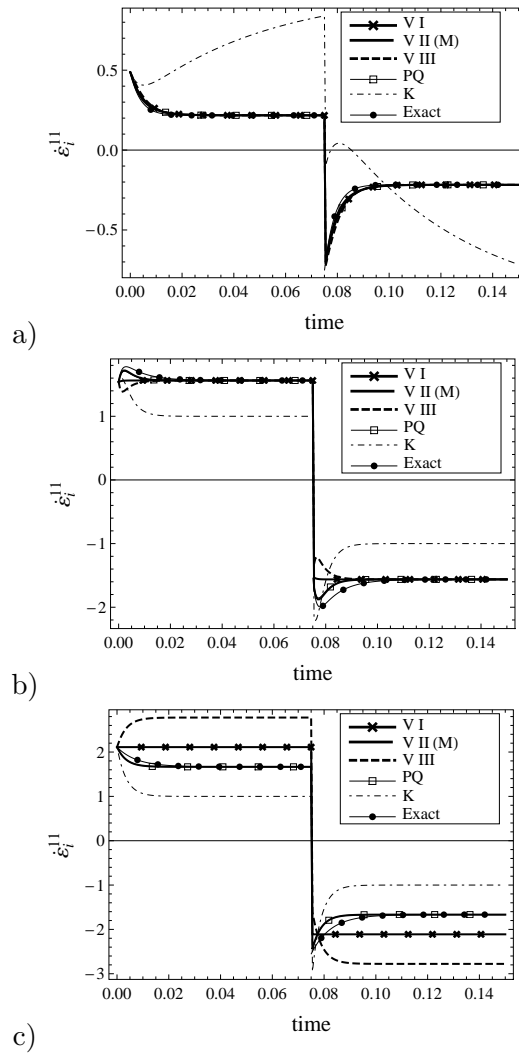 V I
V II (M)
V III
PQ
K
Exact
0.5
0.0
−0.5
ε̇ᵢ¹¹
0.00 0.02 0.04 0.06 0.08 0.10 0.12 0.14
time
a)
V I
V II (M)
V III
PQ
K
Exact
1
0
−1
−2
ε̇ᵢ¹¹
0.00 0.02 0.04 0.06 0.08 0.10 0.12 0.14
time
b)
V I
V II (M)
V III
PQ
K
Exact
2
1
0
−1
−2
−3
ε̇ᵢ¹¹
0.00 0.02 0.04 0.06 0.08 0.10 0.12 0.14
time
c)